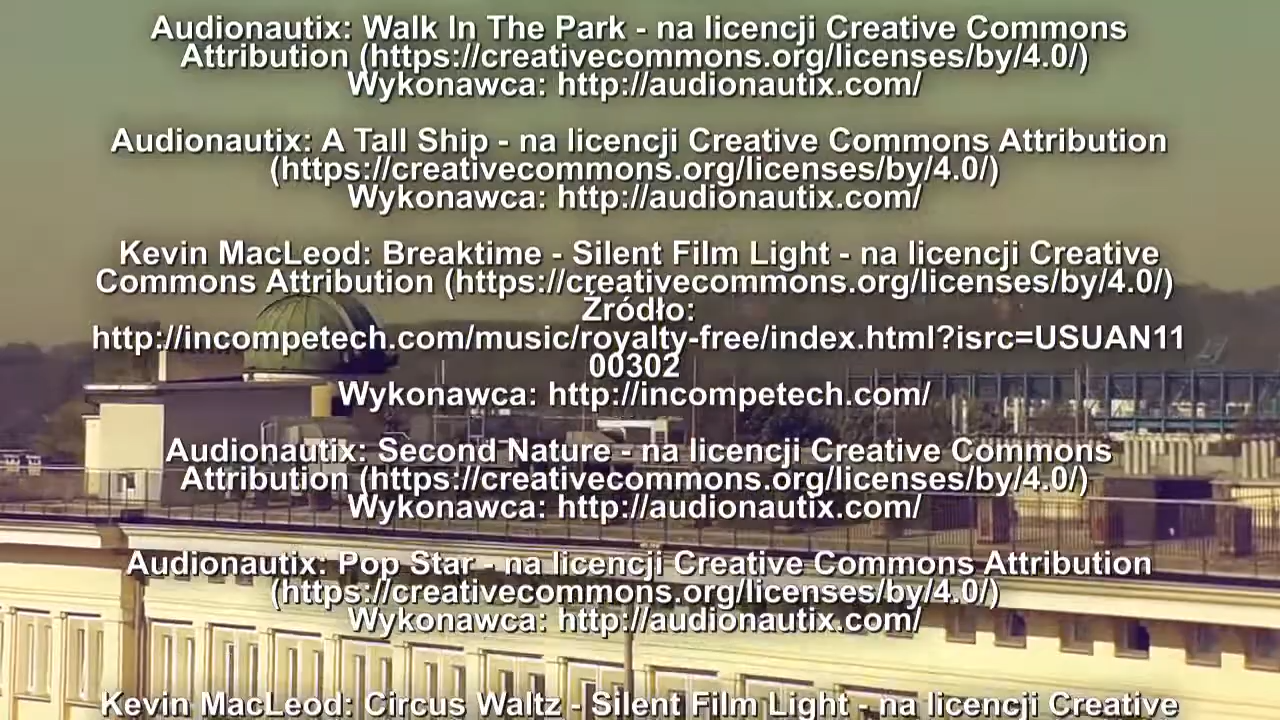 Audionautix: Walk In The Park - na licencji Creative Commons
Attribution (https://creativecommons.org/licenses/by/4.0/)
Wykonawca: http://audionautix.com/
Audionautix: A Tall Ship - na licencji Creative Commons Attribution
(https://creativecommons.org/licenses/by/4.0/)
Wykonawca: http://audionautix.com/
Kevin MacLeod: Breaktime - Silent Film Light - na licencji Creative
Commons Attribution (https://creativecommons.org/licenses/by/4.0/)
Źródło:
http://incompetech.com/music/royalty-free/index.html?isrc=USUAN11
00302
Wykonawca: http://incompetech.com/
Audionautix: Second Nature - na licencji Creative Commons
Attribution (https://creativecommons.org/licenses/by/4.0/)
Wykonawca: http://audionautix.com/
Audionautix: Pop Star - na licencji Creative Commons Attribution
(https://creativecommons.org/licenses/by/4.0/)
Wykonawca: http://audionautix.com/
Kevin MacLeod: Circus Waltz - Silent Film Light - na licencji Creative